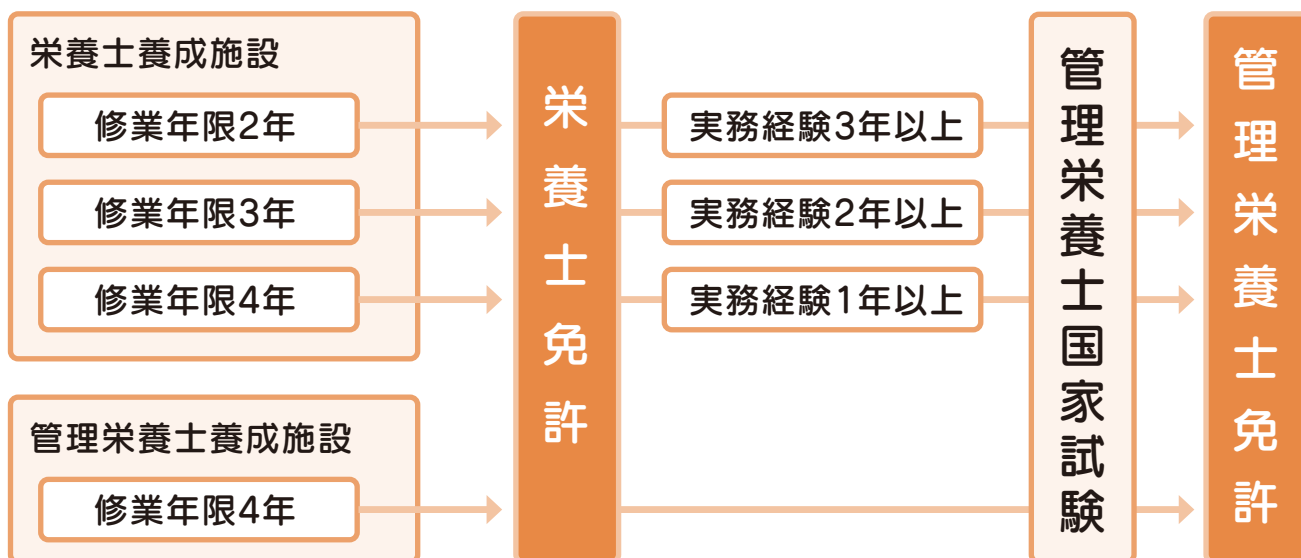 栄養士養成施設
修業年限2年
修業年限3年
修業年限4年
管理栄養士養成施設
修業年限4年
栄養士免許
実務経験3年以上
実務経験2年以上
実務経験1年以上
管理栄養士国家試験
管理栄養士免許